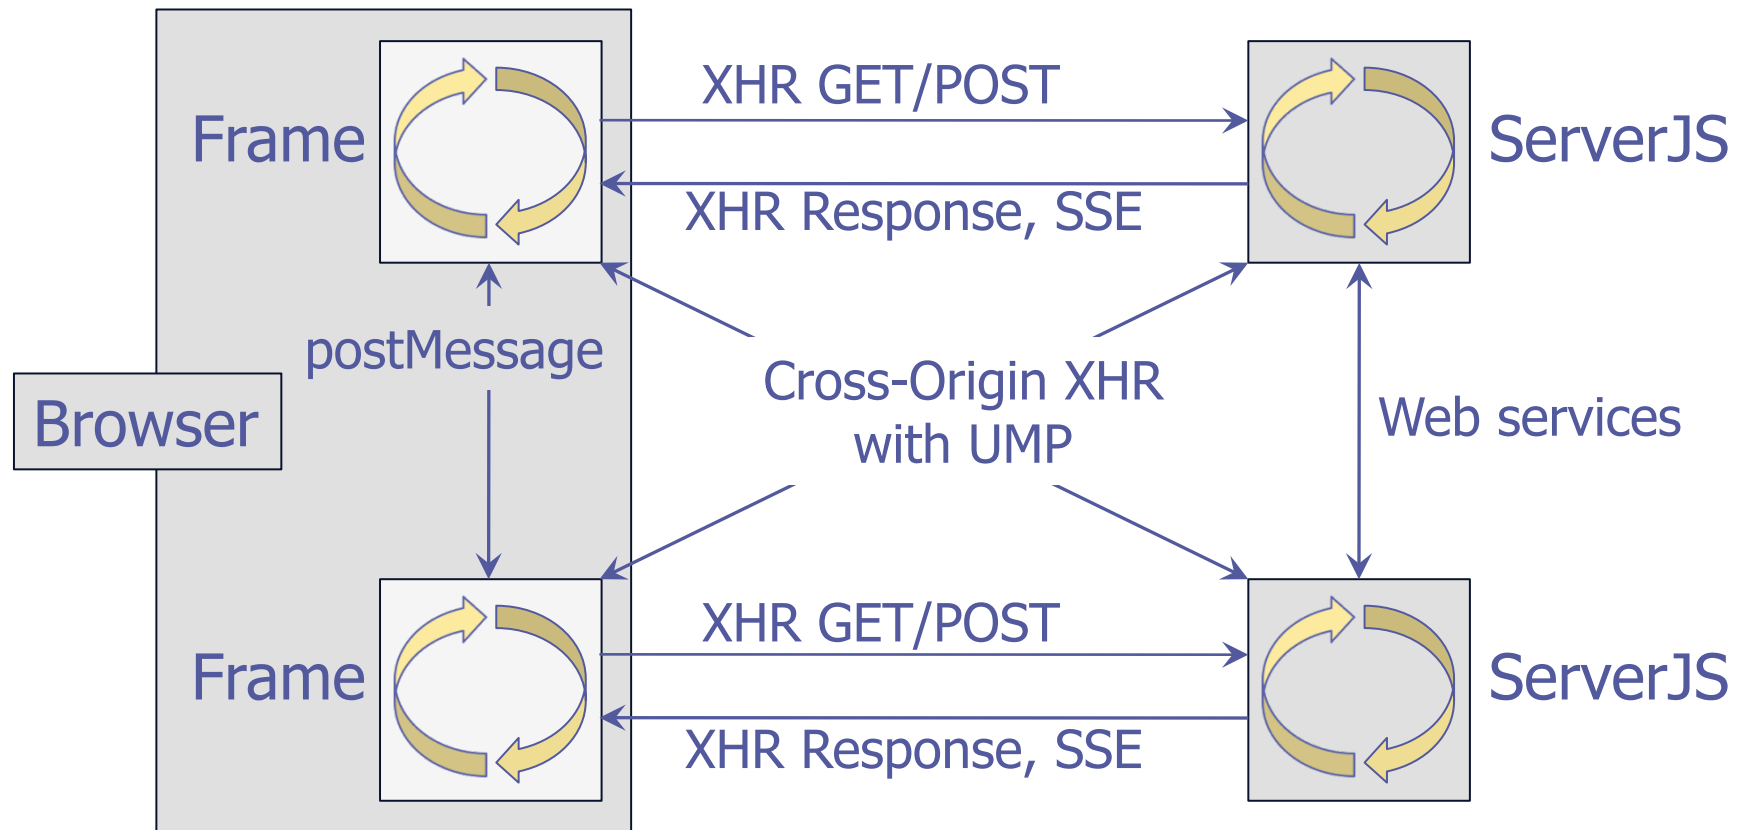 XHR GET/POST
Frame
ServerJS
XHR Response, SSE
postMessage
Cross-Origin XHR
with UMP
Browser
Web services
XHR GET/POST
Frame
ServerJS
XHR Response, SSE